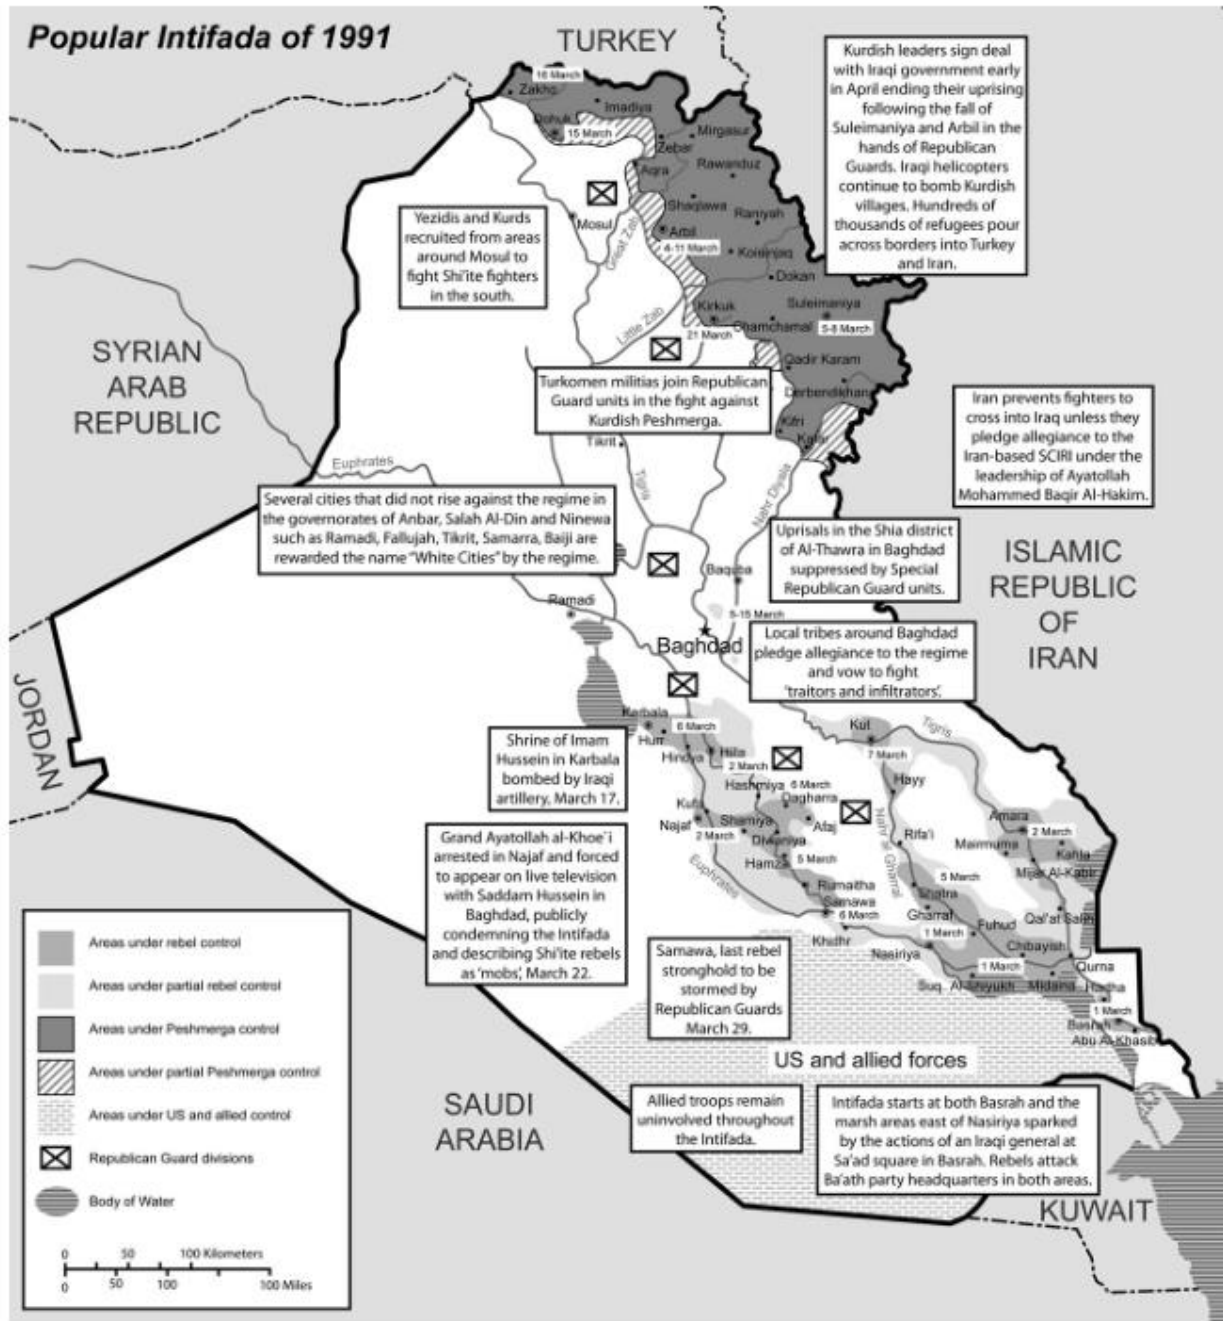 Popular Intifada of 1991
TURKEY
Kurdish leaders sign deal
with Iraqi government early
in April ending their uprising
following the fall of
Suleimaniya and Arbil in the
hands of Republican
Guards. Iraqi helicopters
continue to bomb Kurdish
villages. Hundreds of
thousands of refugees pour
across borders into Turkey
and Iran.
16 March
Zakho
Imadiya
Dohuk
15 March
Mirgasur
Zebar
Aqra
Rawanduz
Shaqlawa
Raniyah
Mosul
Great Zab
Arbil
4-11 March
Koisinjaq
Dokan
Yezidis and Kurds
recruited from areas
around Mosul to
fight Shi'ite fighters
in the south.
Kirkuk
Suleimaniya
Little Zab
Chamchamal
5-8 March
21 March
SYRIAN
ARAB
REPUBLIC
Qadir Karam
Derbendikhan
Turkomen militias join Republican
Guard units in the fight against
Kurdish Peshmerga.
Kifri
Kalar
Tikrit
Iran prevents fighters to
cross into Iraq unless they
pledge allegiance to the
Iran-based SCIRI under the
leadership of Ayatollah
Mohammed Baqir Al-Hakim.
Euphrates
Tigris
Nahr Diyala
Several cities that did not rise against the regime in
the governorates of Anbar, Salah Al-Din and Ninewa
such as Ramadi, Fallujah, Tikrit, Samarra, Baiji are
rewarded the name "White Cities" by the regime.
Uprisals in the Shia district
of Al-Thawra in Baghdad
suppressed by Special
Republican Guard units.
ISLAMIC
REPUBLIC
OF
IRAN
Baquba
Ramadi
5-15 March
Baghdad
Local tribes around Baghdad
pledge allegiance to the regime
and vow to fight
'traitors and infiltrators'.
JORDAN
Karbala
6 March
Hurr
Hindya
Hilla
2 March
Kut
Tigris
7 March
Shrine of Imam
Hussein in Karbala
bombed by Iraqi
artillery, March 17.
Hashmiya
6 March
Dagharra
Hayy
Kufa
Najaf
2 March
Shamiya
Afaj
Diwaniya
Hamza
5 March
Nahr al Gharraf
Rifa'i
Amara
2 March
Maimuma
Kahla
Mijar Al-Kabir
Grand Ayatollah al-Khoe`i
arrested in Najaf and forced
to appear on live television
with Saddam Hussein in
Baghdad, publicly
condemning the Intifada
and describing Shi'ite rebels
as 'mobs', March 22.
Euphrates
Rumaitha
Samawa
6 March
5 March
Shatra
Gharraf
Qal'at Saleh
Khidhr
1 March
Fuhud
Nasiriya
Chibayish
Qurna
1 March
Suq Al-Shiyukh
Midaina
Hartha
1 March
Basrah
Abu Al-Khasib
Samawa, last rebel
stronghold to be
stormed by
Republican Guards
March 29.
US and allied forces
Areas under rebel control
Areas under partial rebel control
Areas under Peshmerga control
Areas under partial Peshmerga control
Areas under US and allied control
Republican Guard divisions
Body of Water
0 50 100 Kilometers
0 50 100 100 Miles
SAUDI
ARABIA
Allied troops remain
uninvolved throughout
the Intifada.
Intifada starts at both Basrah and the
marsh areas east of Nasiriya sparked
by the actions of an Iraqi general at
Sa'ad square in Basrah. Rebels attack
Ba'ath party headquarters in both areas.
KUWAIT